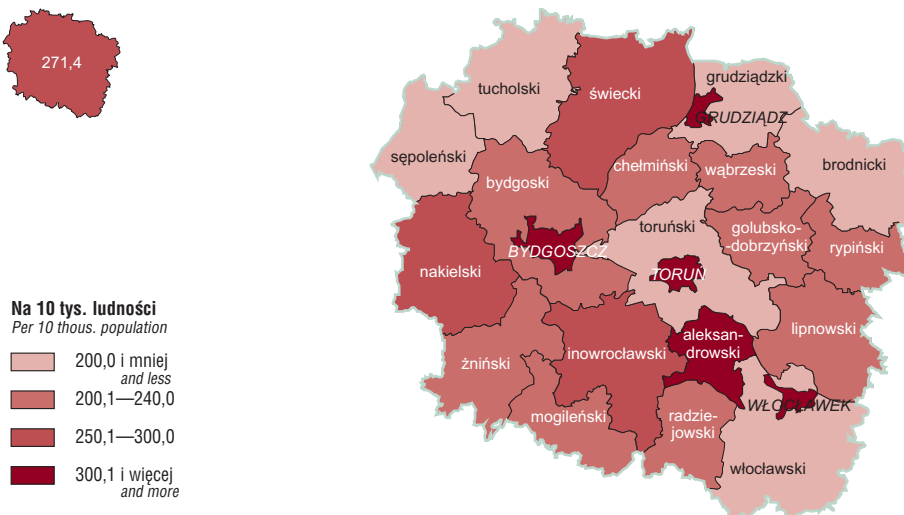 271,4
tucholski
świecki
grudziądzki
GRUDZIĄDZ
sępoleński
bydgoski
chełmiński
wąbrzeski
brodnicki
toruński
golubsko-
-dobrzyński
rypiński
BYDGOSZCZ
TORUŃ
nakielski
lipnowski
aleksan-
drowski
żniński
inowrocławski
WŁOCŁAWEK
mogileński
radzie-
jowski
włocławski
Na 10 tys. ludności
Per 10 thous. population
200,0 i mniej
and less
200,1—240,0
250,1—300,0
300,1 i więcej
and more